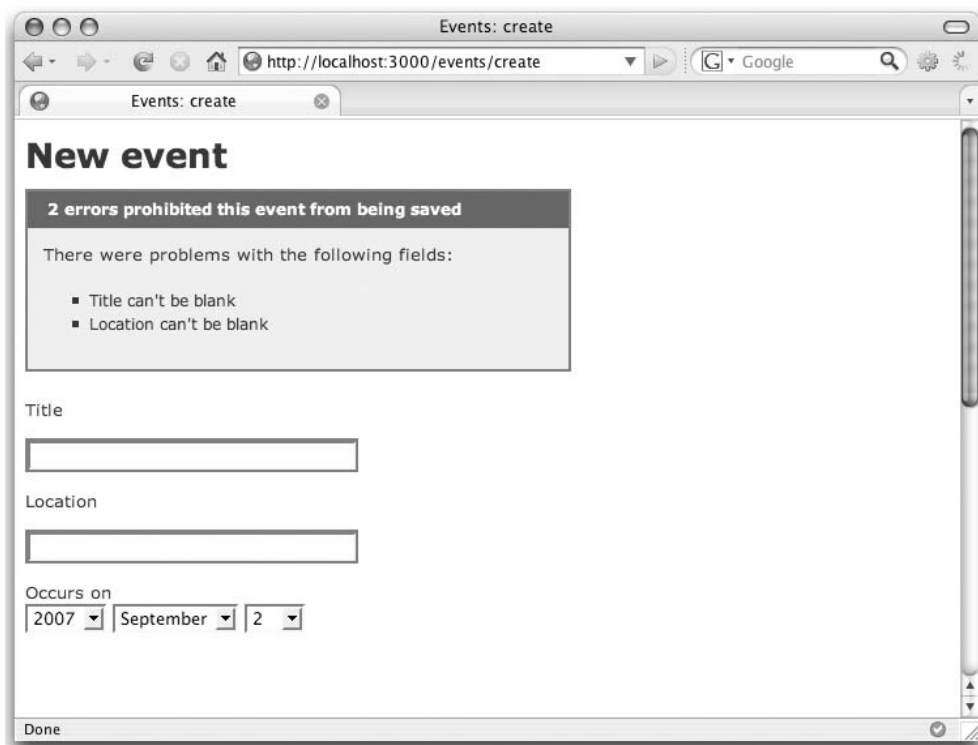 Events: create
http://localhost:3000/events/create
G Google
Events: create
New event
2 errors prohibited this event from being saved
There were problems with the following fields:
Title can't be blank
Location can't be blank
Title
Location
Occurs on
2007 September 2
Done